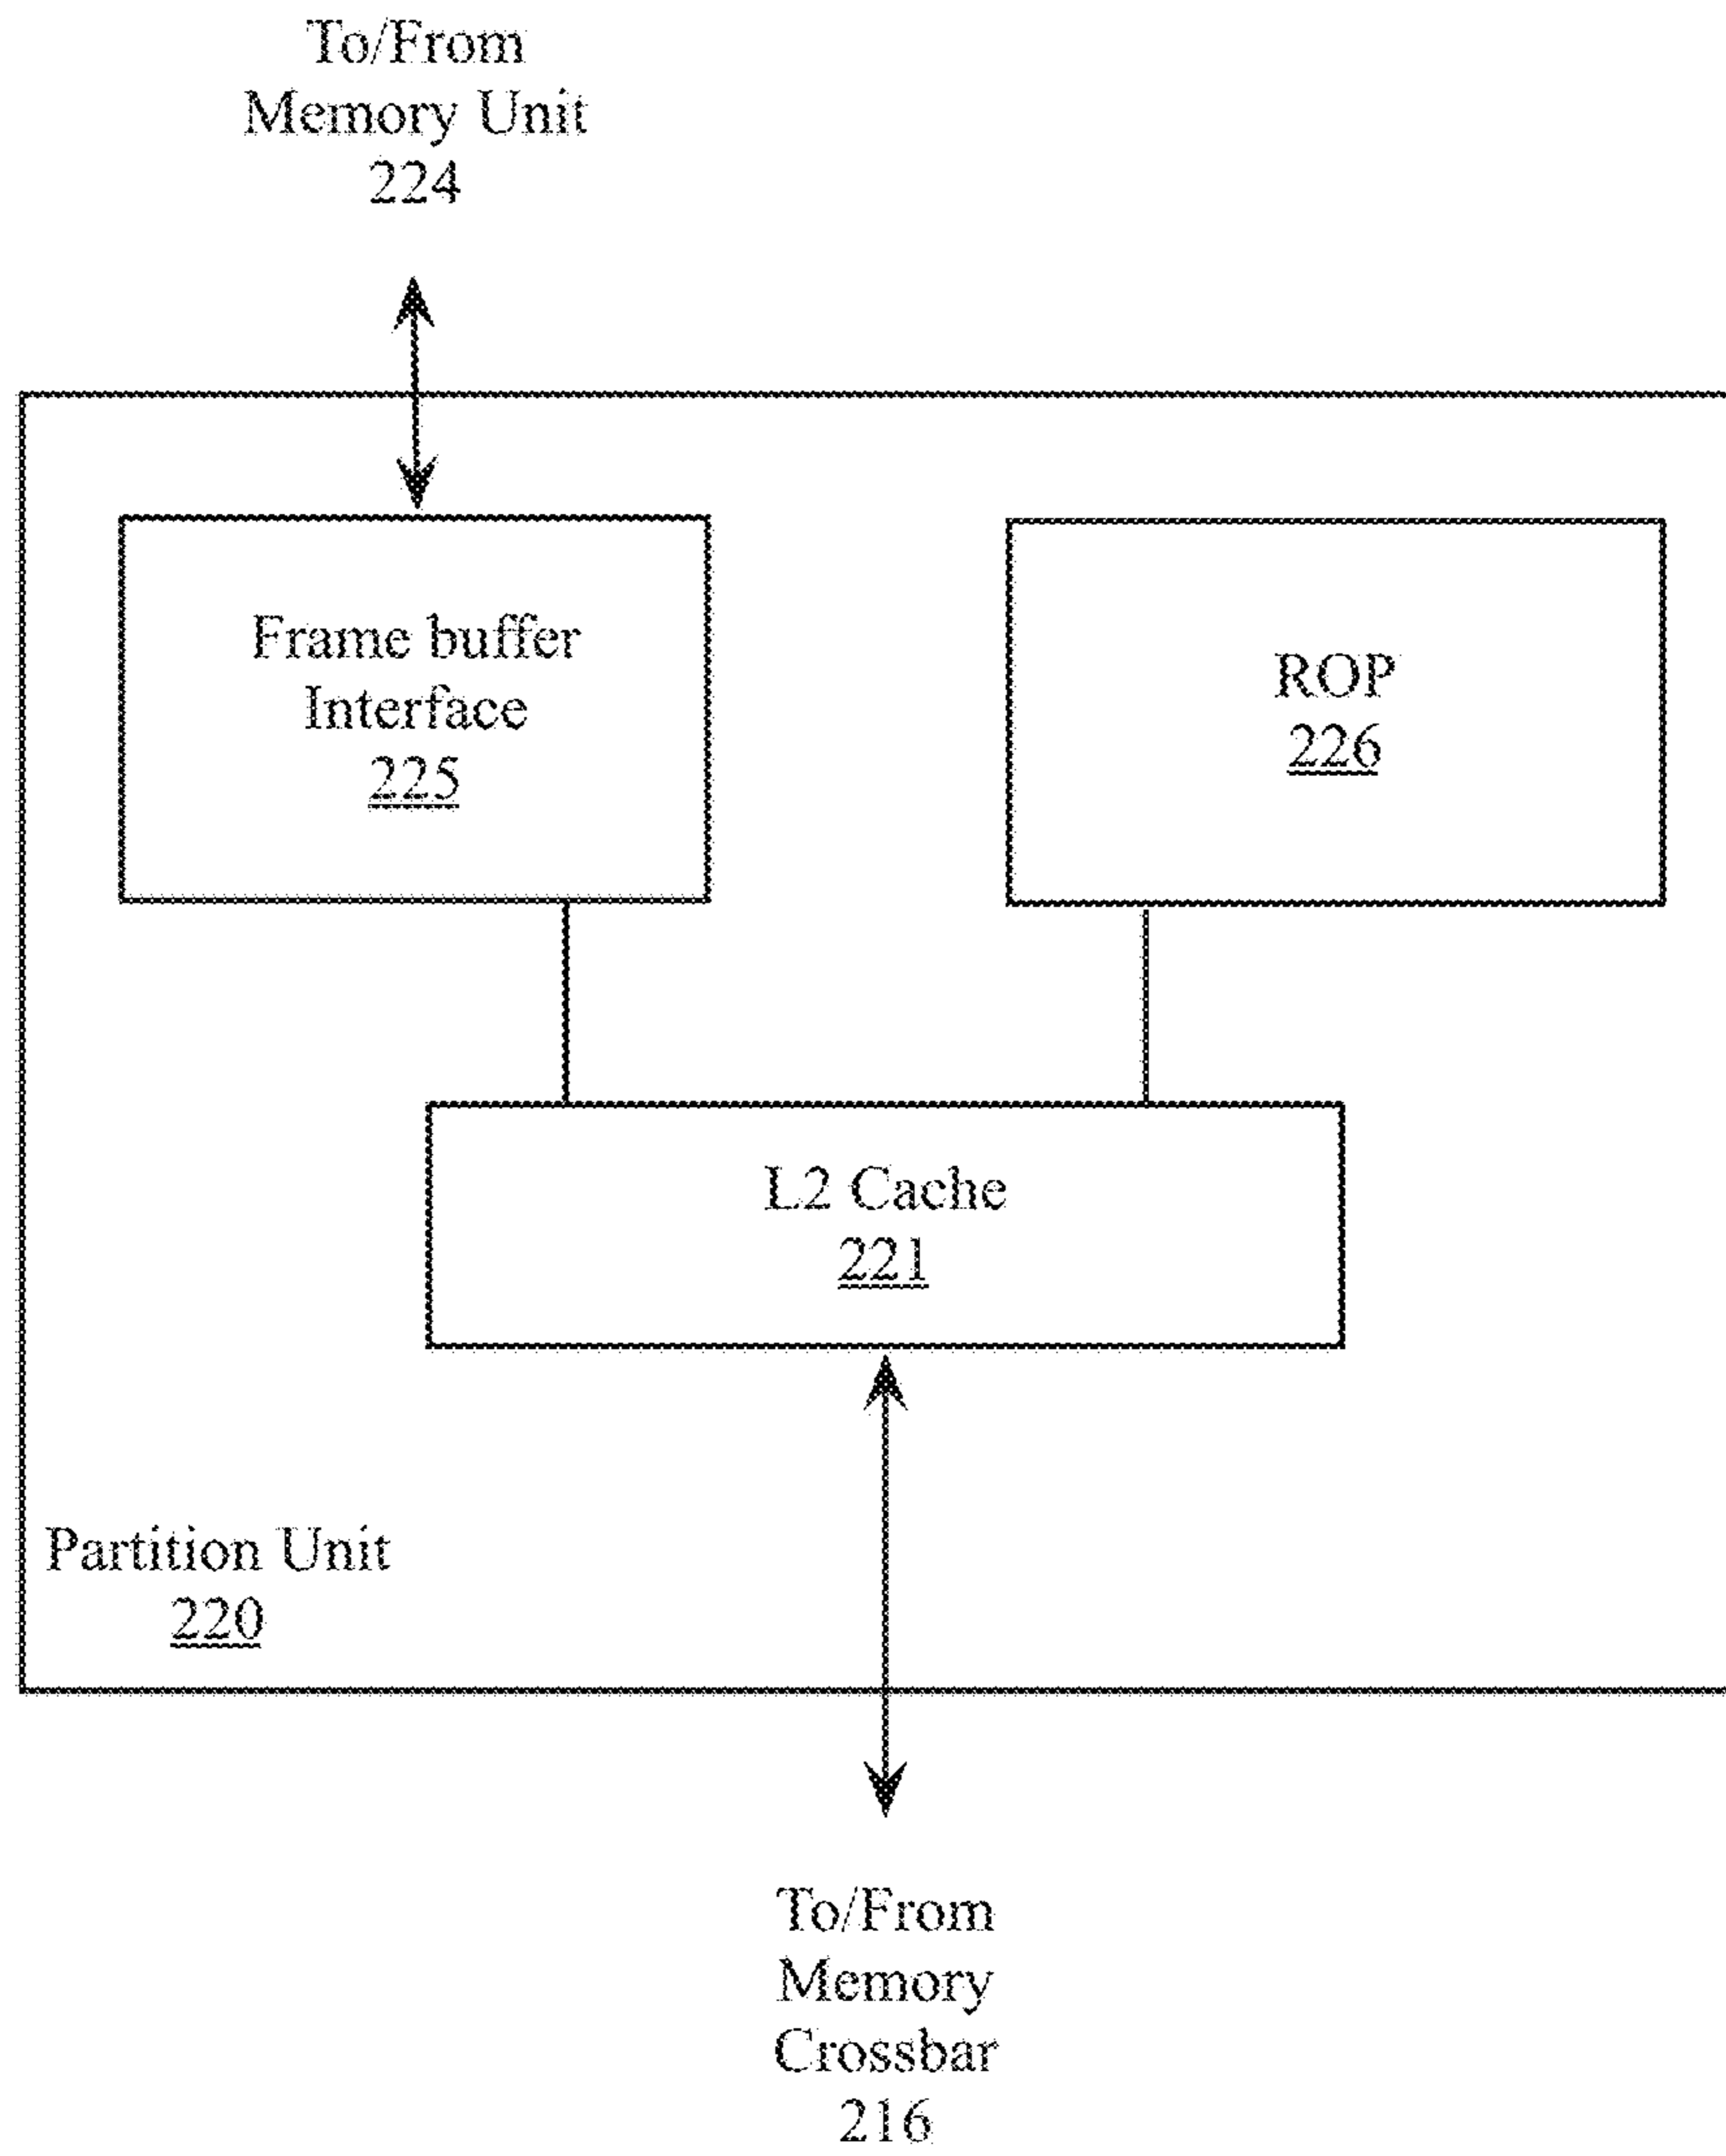 To/From
Memory Unit
224
Frame buffer
Interface
225
ROP
226
L2 Cache
221
Partition Unit
220
To/From
Memory
Crossbar
216